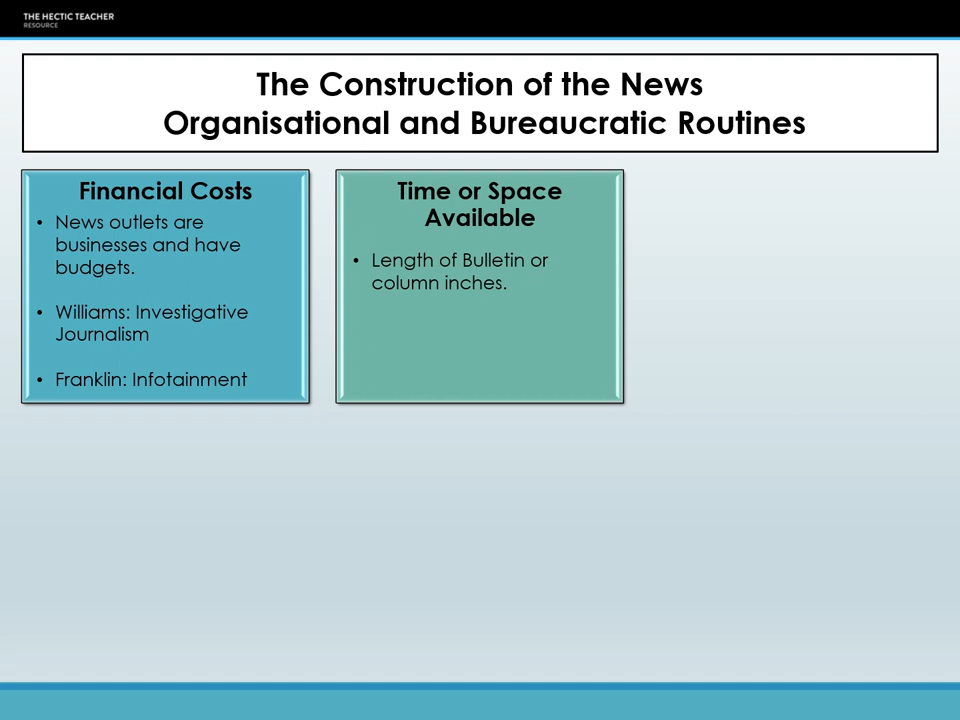 THE HECTIC TEACHER
RESOURCE
The Construction of the News
Organisational and Bureaucratic Routines
Financial Costs
• News outlets are
businesses and have
budgets.
• Williams: Investigative
Journalism
• Franklin: Infotainment
Time or Space
Available
• Length of Bulletin or
column inches.